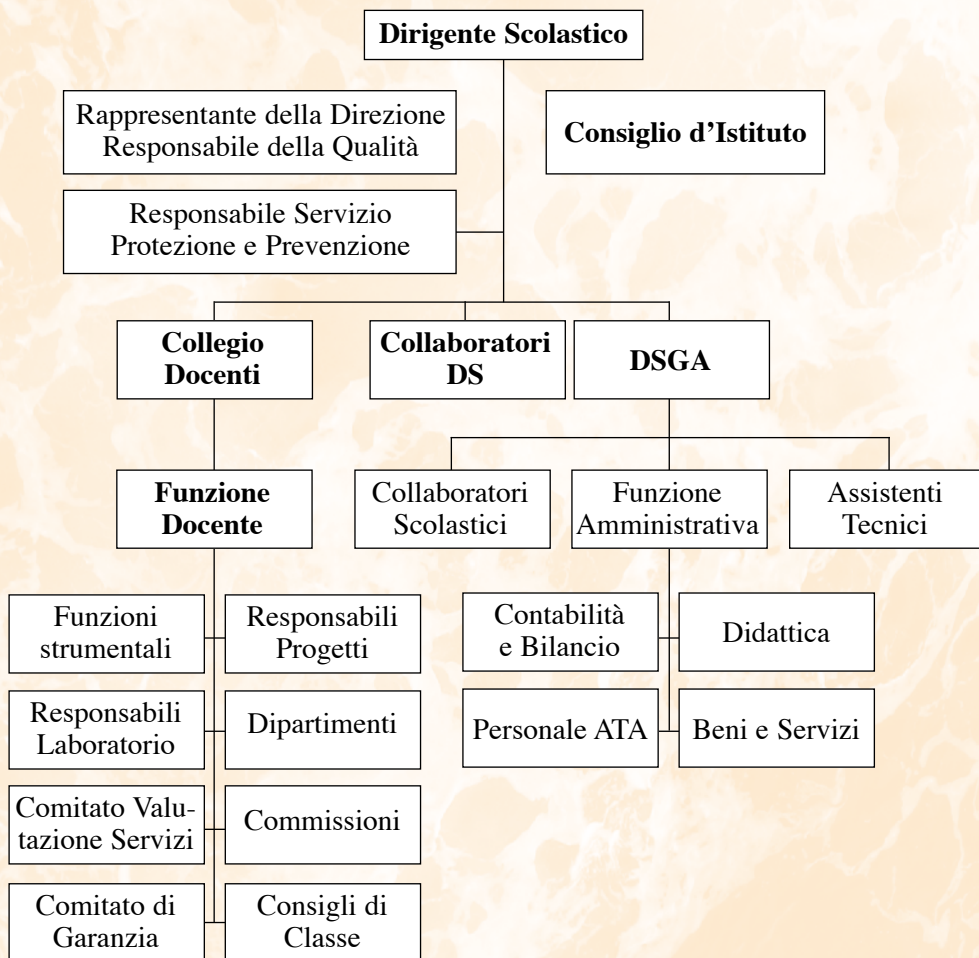 Dirigente Scolastico
Rappresentante della Direzione
Responsabile della Qualità
Consiglio d'Istituto
Responsabile Servizio
Protezione e Prevenzione
Collegio
Docenti
Collaboratori
DS
DSGA
Funzione
Docente
Collaboratori
Scolastici
Funzione
Amministrativa
Assistenti
Tecnici
Funzioni
strumentali
Responsabili
Progetti
Contabilità
e Bilancio
Didattica
Responsabili
Laboratorio
Dipartimenti
Personale ATA
Beni e Servizi
Comitato Valu-
tazione Servizi
Commissioni
Comitato di
Garanzia
Consigli di
Classe